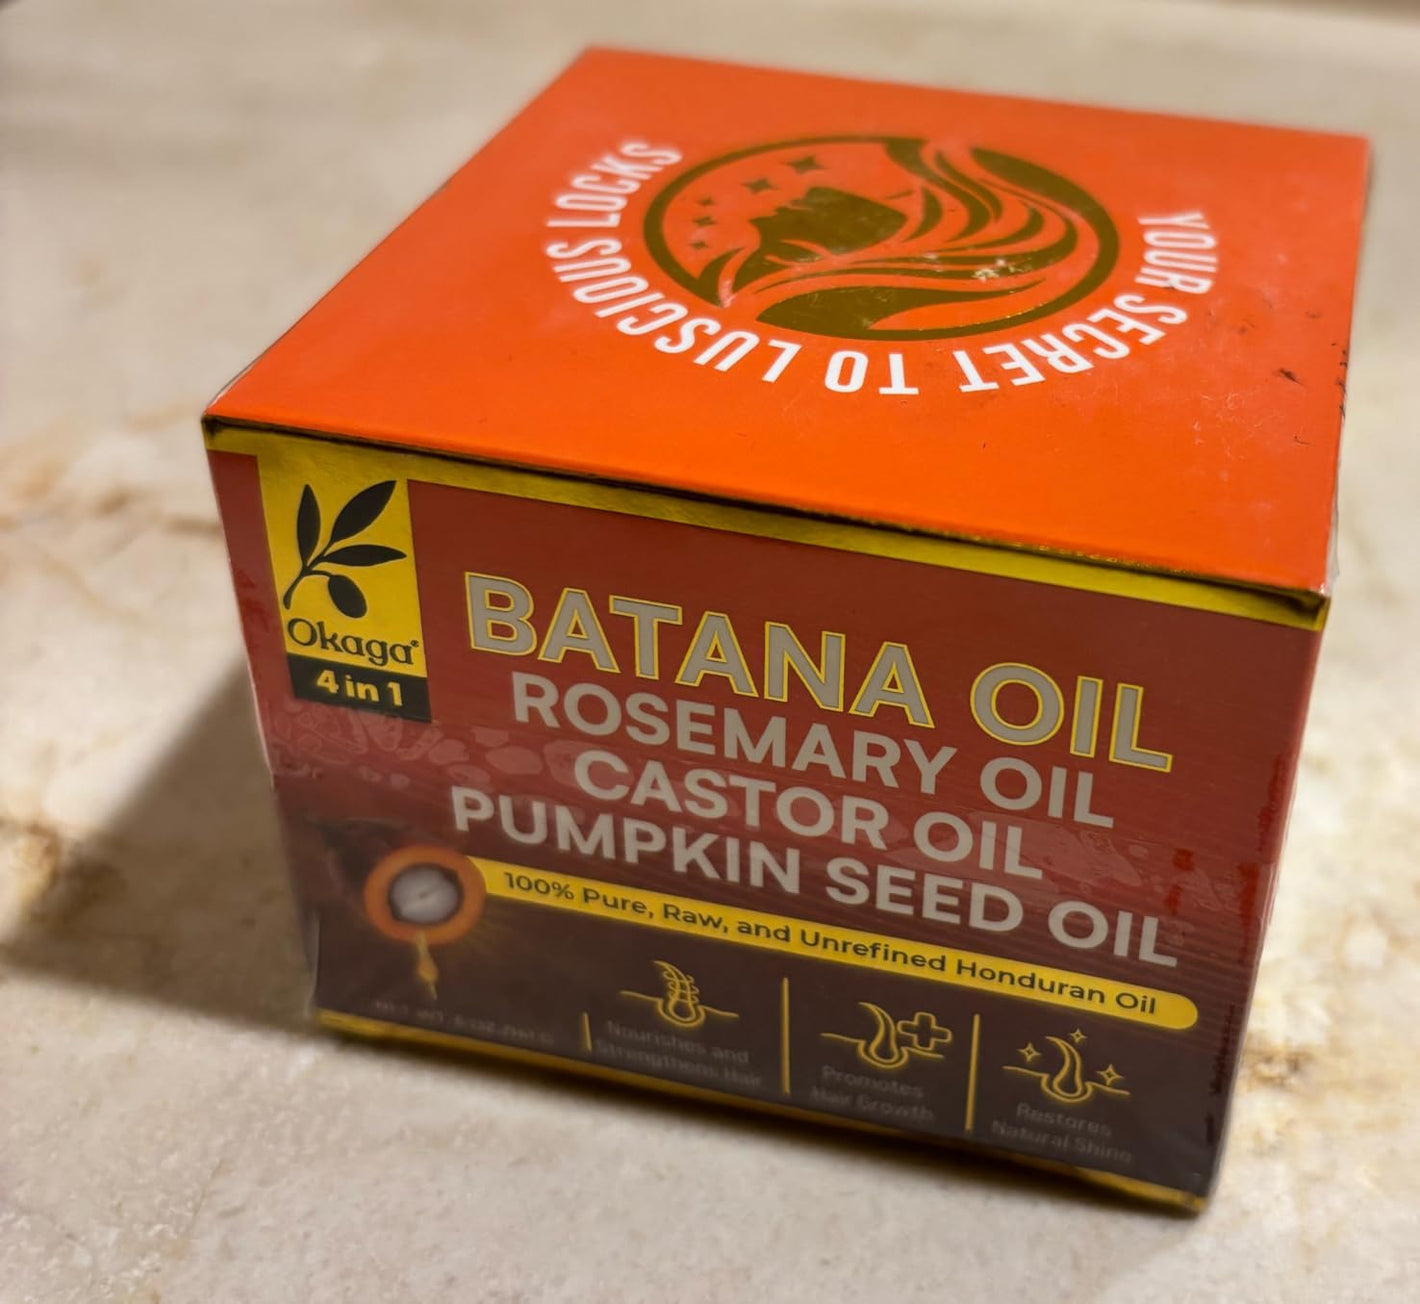 YOUR SECRET TO LUSCIOUS LOCKS
Okaga®
4 in 1
BATANA OIL
ROSEMARY OIL
CASTOR OIL
PUMPKIN SEED OIL
100% Pure, Raw, and Unrefined Honduran Oil
Nourishes and
Strengthens Hair
Promotes
Hair Growth
Restores
Natural Shine